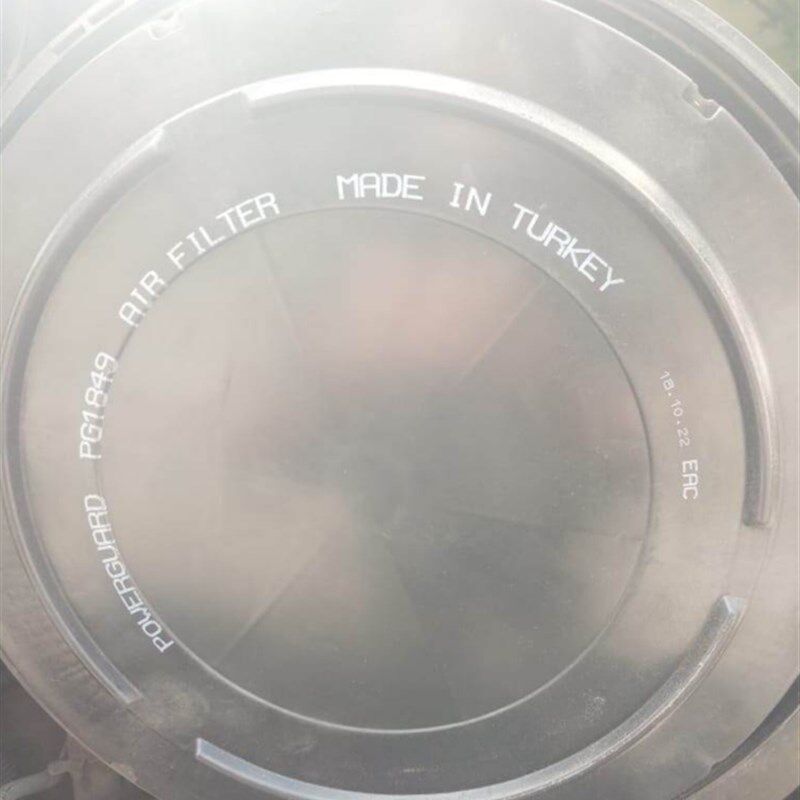 POWERGUARD PG1849 AIR FILTER MADE IN TURKEY
18.10.22 EAC